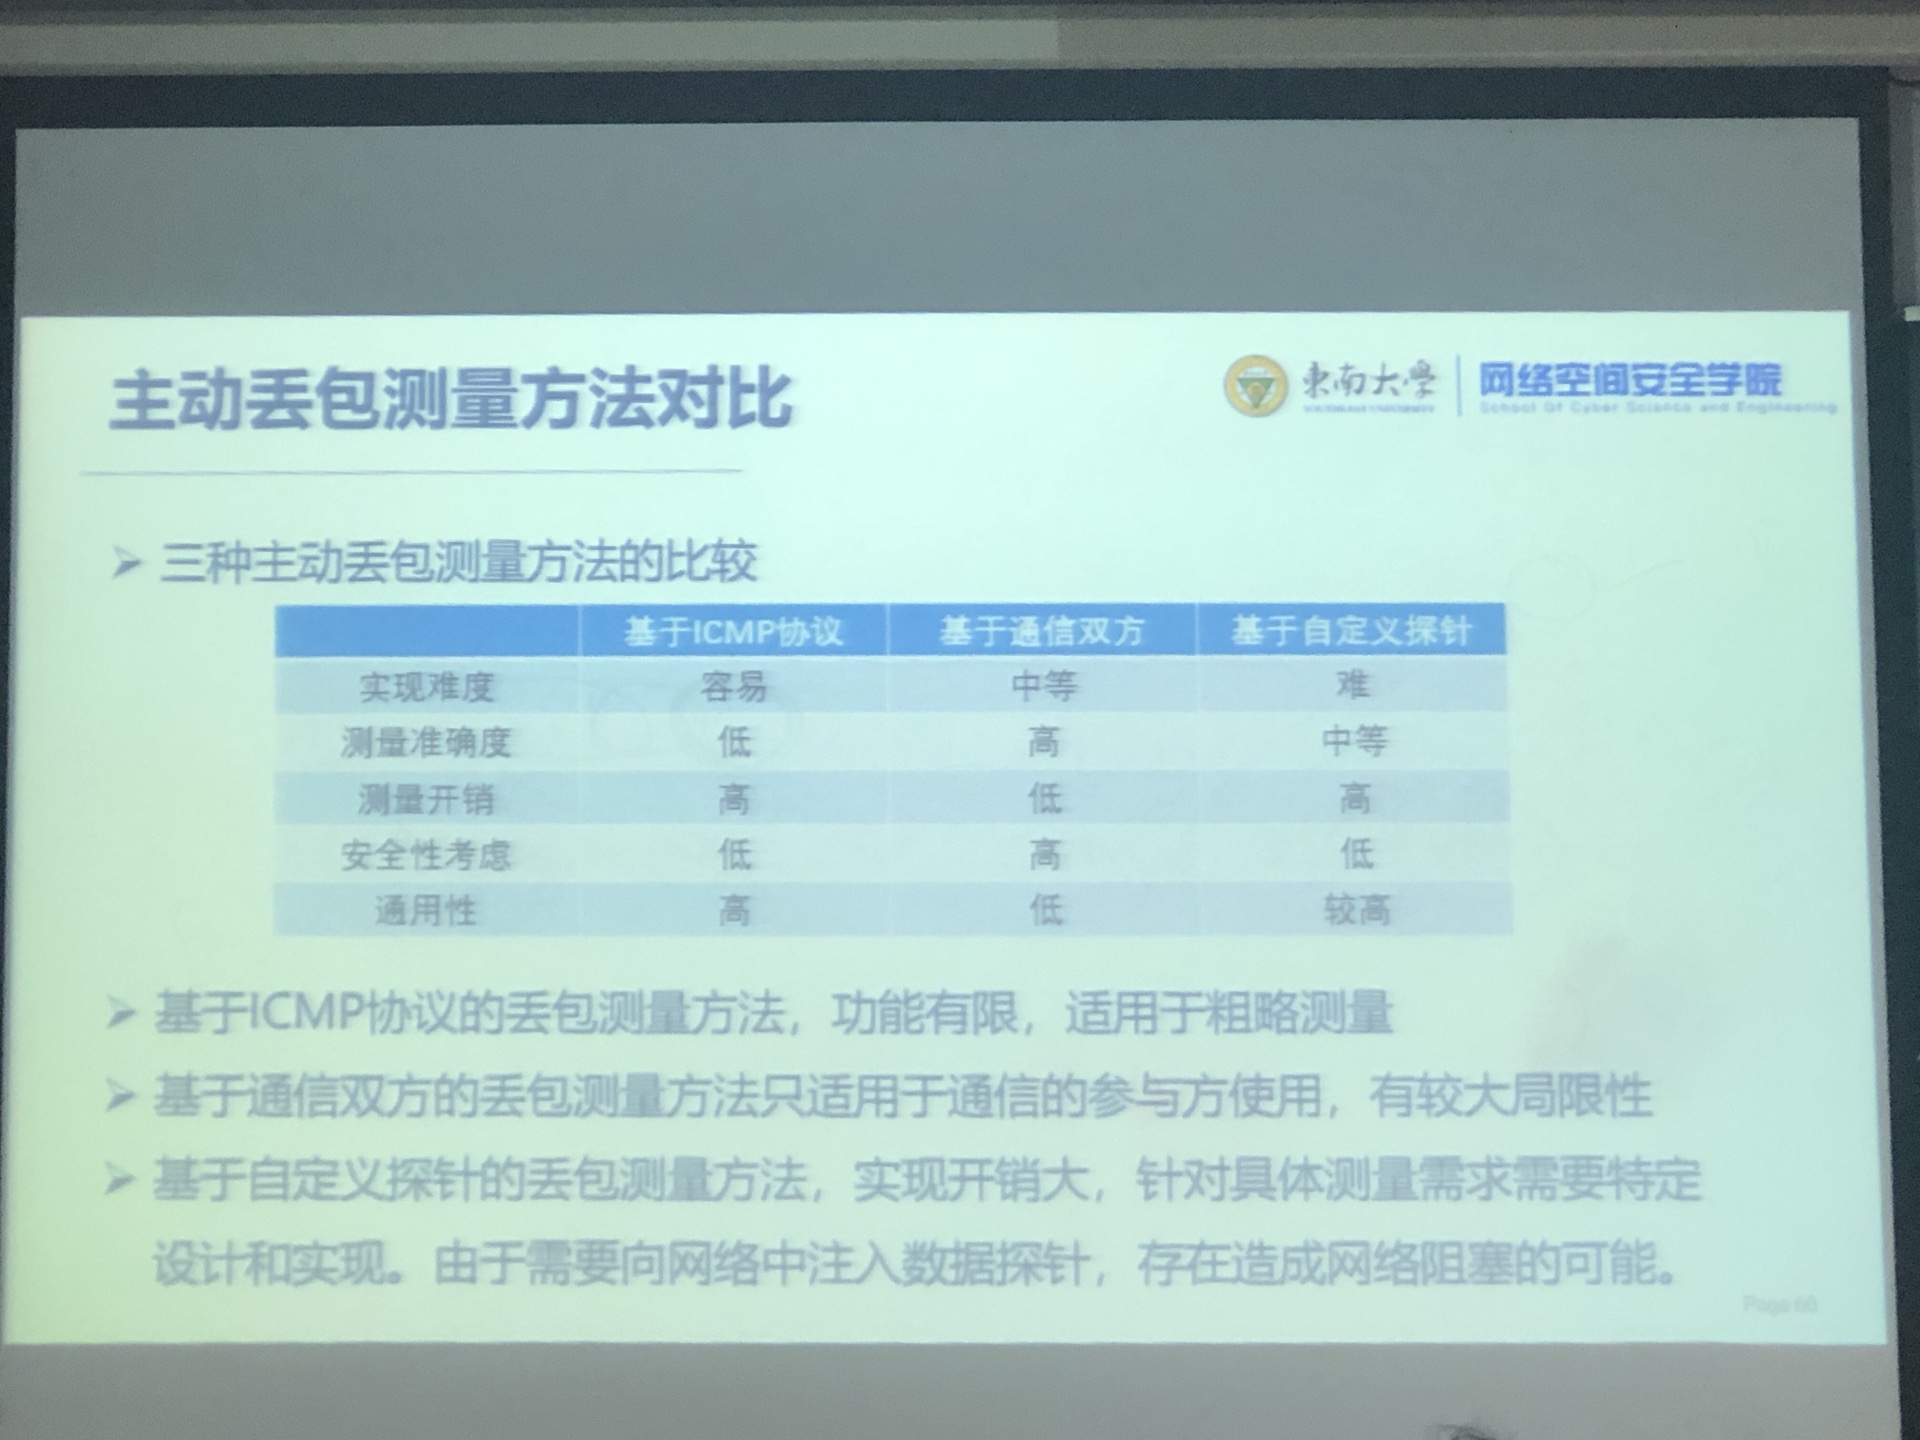 主动丢包测量方法对比
東南大學
网络空间安全学院
School Of Cyber Science and Engineering
三种主动丢包测量方法的比较
基于ICMP协议 基于通信双方 基于自定义探针
实现难度 容易 中等 难
测量准确度 低 高 中等
测量开销 高 低 高
安全性考虑 低 高 低
通用性 高 低 较高
基于ICMP协议的丢包测量方法，功能有限，适用于粗略测量
基于通信双方的丢包测量方法只适用于通信的参与方使用，有较大局限性
基于自定义探针的丢包测量方法，实现开销大，针对具体测量需求需要特定
设计和实现。由于需要向网络中注入数据探针，存在造成网络阻塞的可能。
Page